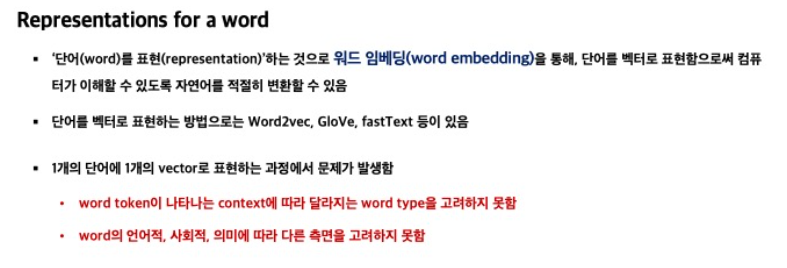 Representations for a word
▪ '단어(word)를 표현(representation)'하는 것으로 워드 임베딩(word embedding)을 통해, 단어를 벡터로 표현함으로써 컴퓨
터가 이해할 수 있도록 자연어를 적절히 변환할 수 있음
▪ 단어를 벡터로 표현하는 방법으로는 Word2vec, GloVe, fastText 등이 있음
▪ 1개의 단어에 1개의 vector로 표현하는 과정에서 문제가 발생함
• word token이 나타나는 context에 따라 달라지는 word type을 고려하지 못함
• word의 언어적, 사회적, 의미에 따라 다른 측면을 고려하지 못함